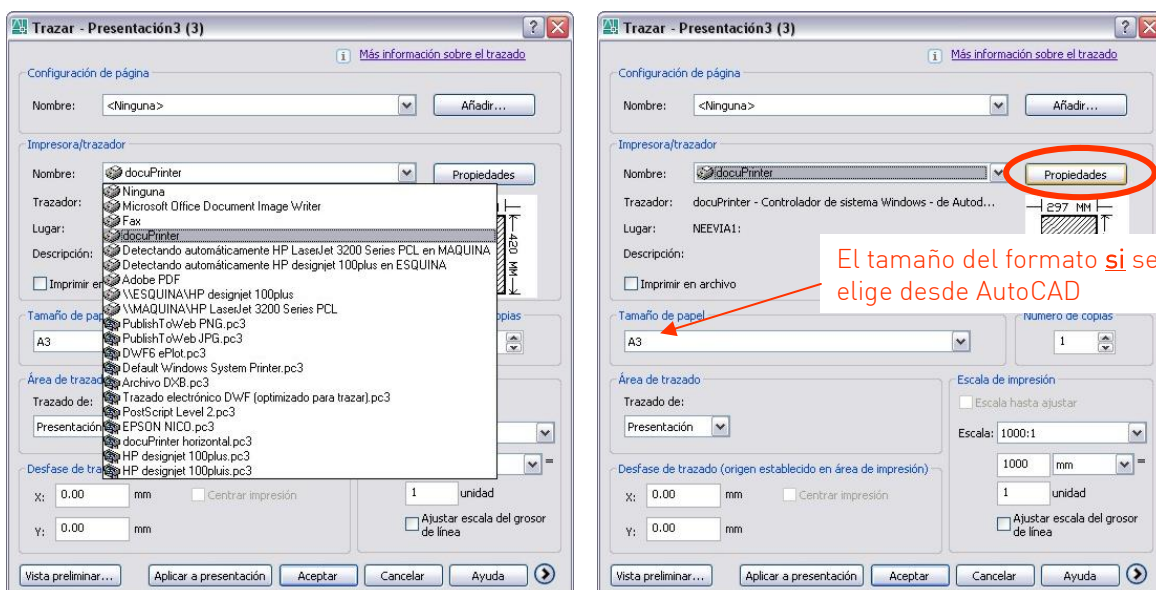 Trazar - Presentación3 (3)
Más información sobre el trazado
Configuración de página
Nombre: <Ninguna> Añadir...
Impresora/trazador
Nombre: docuPrinter Propiedades
Trazador:
Lugar:
Descripción:
Ninguna
Microsoft Office Document Image Writer
Fax
docuPrinter
Detectando automáticamente HP LaserJet 3200 Series PCL en MAQUINA
Detectando automáticamente HP designjet 100plus en ESQUINA
Adobe PDF
\\ESQUINA\HP designjet 100plus
\\MAQUINA\HP LaserJet 3200 Series PCL
PublishToWeb PNG.pc3
PublishToWeb JPG.pc3
DWF6 ePlot.pc3
Default Windows System Printer.pc3
Archivo DXB.pc3
Trazado electrónico DWF (optimizado para trazar).pc3
PostScript Level 2.pc3
EPSON NICO.pc3
docuPrinter horizontal.pc3
HP designjet 100plus.pc3
HP designjet 100pluis.pc3
420 MM
Imprimir en
Tamaño de pap
opias
A3
Área de trazad
Trazado de:
Presentación
=
Desfase de tra
X: 0.00 mm Centrar impresión
Y: 0.00 mm
1 unidad
Ajustar escala del grosor
de línea
Vista preliminar... Aplicar a presentación Aceptar Cancelar Ayuda
Trazar - Presentación3 (3)
Más información sobre el trazado
Configuración de página
Nombre: <Ninguna> Añadir...
Impresora/trazador
Nombre: docuPrinter Propiedades
Trazador: docuPrinter - Controlador de sistema Windows - de Autod...
297 MM
Lugar: NEEVIA1:
Descripción:
El tamaño del formato si se
elige desde AutoCAD
Imprimir en archivo
Tamaño de papel
Número de copias
A3
1
Área de trazado
Trazado de:
Presentación
Escala de impresión
Escala hasta ajustar
Escala: 1000:1
1000 mm =
1 unidad
Ajustar escala del grosor
de línea
Desfase de trazado (origen establecido en área de impresión)
X: 0.00 mm Centrar impresión
Y: 0.00 mm
Vista preliminar... Aplicar a presentación Aceptar Cancelar Ayuda